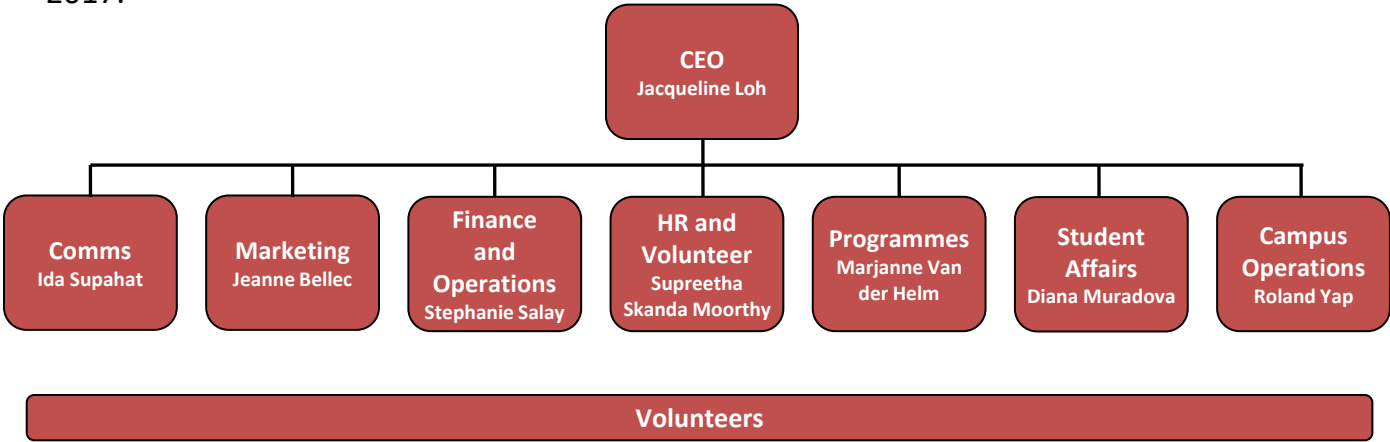 2017.
CEO
Jacqueline Loh
Comms
Ida Supahat
Marketing
Jeanne Bellec
Finance
and
Operations
Stephanie Salay
HR and
Volunteer
Supreetha
Skanda Moorthy
Programmes
Marjanne Van
der Helm
Student
Affairs
Diana Muradova
Campus
Operations
Roland Yap
Volunteers